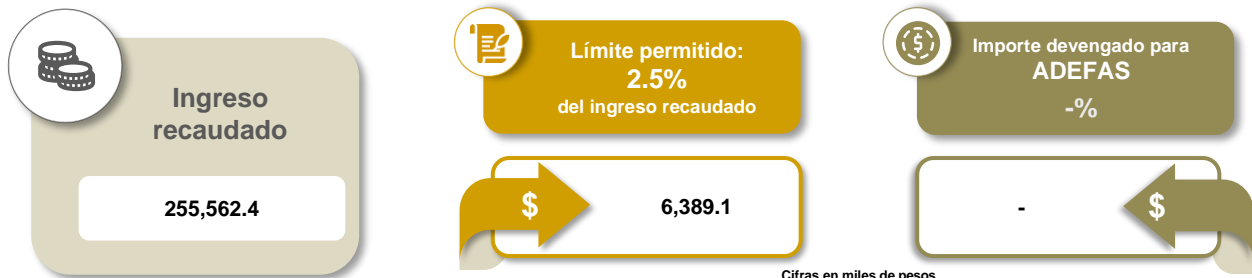 Ingreso
recaudado
255,562.4
Límite permitido:
2.5%
del ingreso recaudado
$
6,389.1
Importe devengado para
ADEFAS
-%
-
$
Cifras en miles de pesos